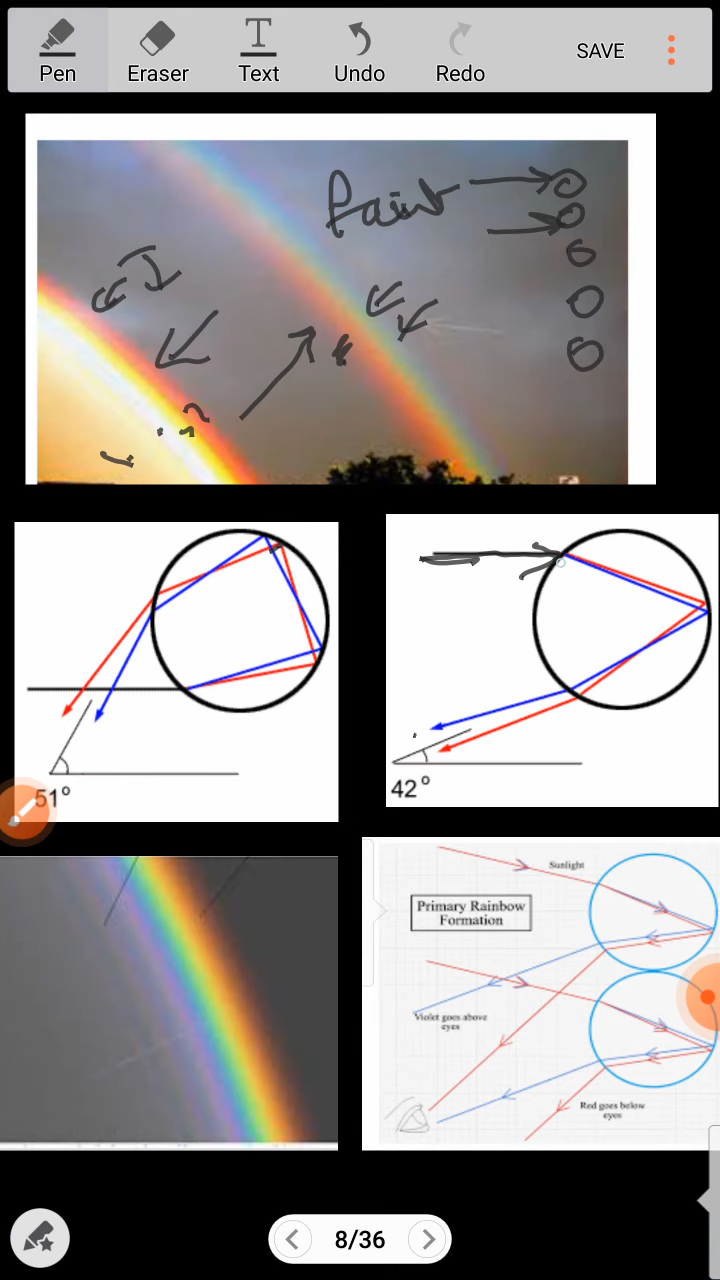 Pen Eraser Text Undo Redo SAVE
faint
51°
42°
Sunlight
Primary Rainbow
Formation
Violet goes above
eyes
Red goes below
eyes
8/36